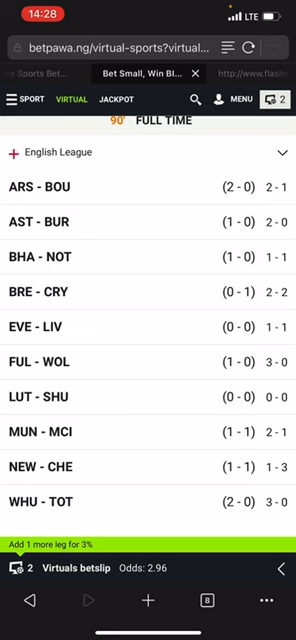 14:28 LTE
betpawa.ng/virtual-sports?virtual...
Sports Bet... Bet Small, Win BI... × http://www.flash
SPORT VIRTUAL JACKPOT MENU 2
90' FULL TIME
+ English League
ARS - BOU (2 - 0) 2 - 1
AST - BUR (1 - 0) 2 - 0
BHA - NOT (1 - 0) 1 - 1
BRE - CRY (0 - 1) 2 - 2
EVE - LIV (0 - 0) 1 - 1
FUL - WOL (1 - 0) 3 - 0
LUT - SHU (0 - 0) 0 - 0
MUN - MCI (1 - 1) 2 - 1
NEW - CHE (1 - 1) 1 - 3
WHU - TOT (2 - 0) 3 - 0
Add 1 more leg for 3%
2 Virtuals betslip Odds: 2.96
8